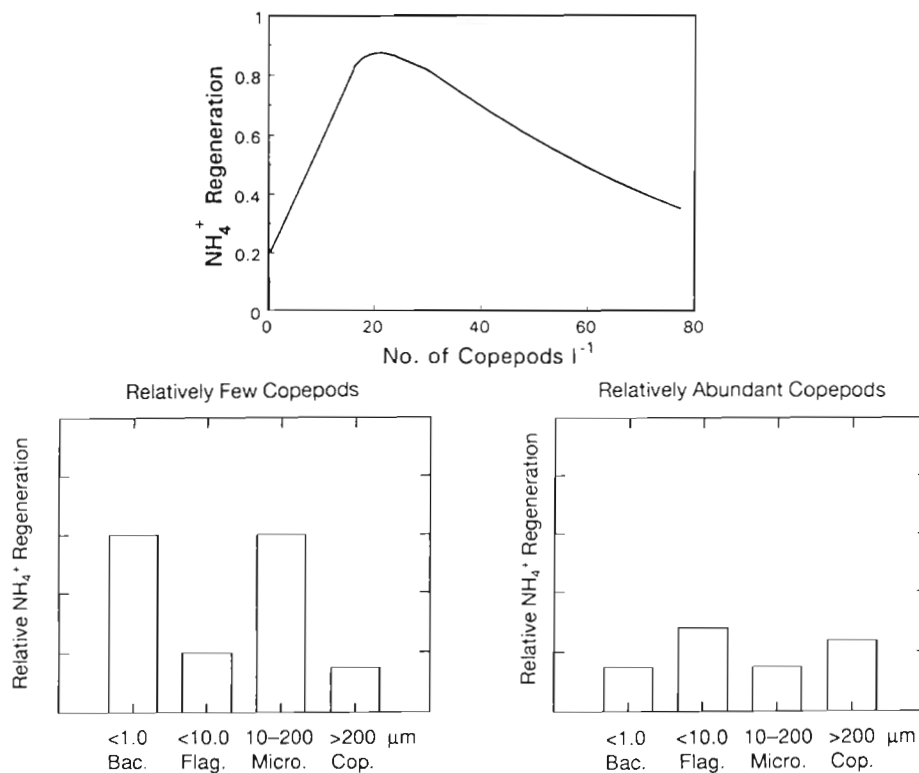 1
0.8
0.6
0.4
0.2
0
NH₄⁺ Regeneration
0 20 40 60 80
No. of Copepods l⁻¹
Relatively Few Copepods
Relative NH₄⁺ Regeneration
<1.0 <10.0 10–200 >200 μm
Bac. Flag. Micro. Cop.
Relatively Abundant Copepods
Relative NH₄⁺ Regeneration
<1.0 <10.0 10–200 >200 μm
Bac. Flag. Micro. Cop.